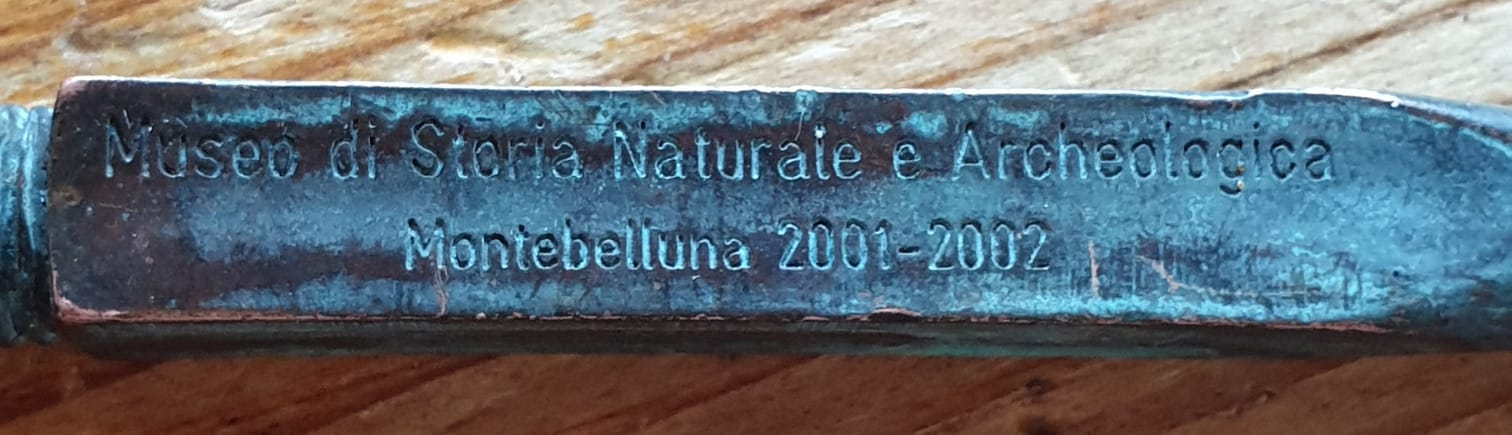 Museo di Storia Naturale e Archeologica
Montebelluna 2001-2002